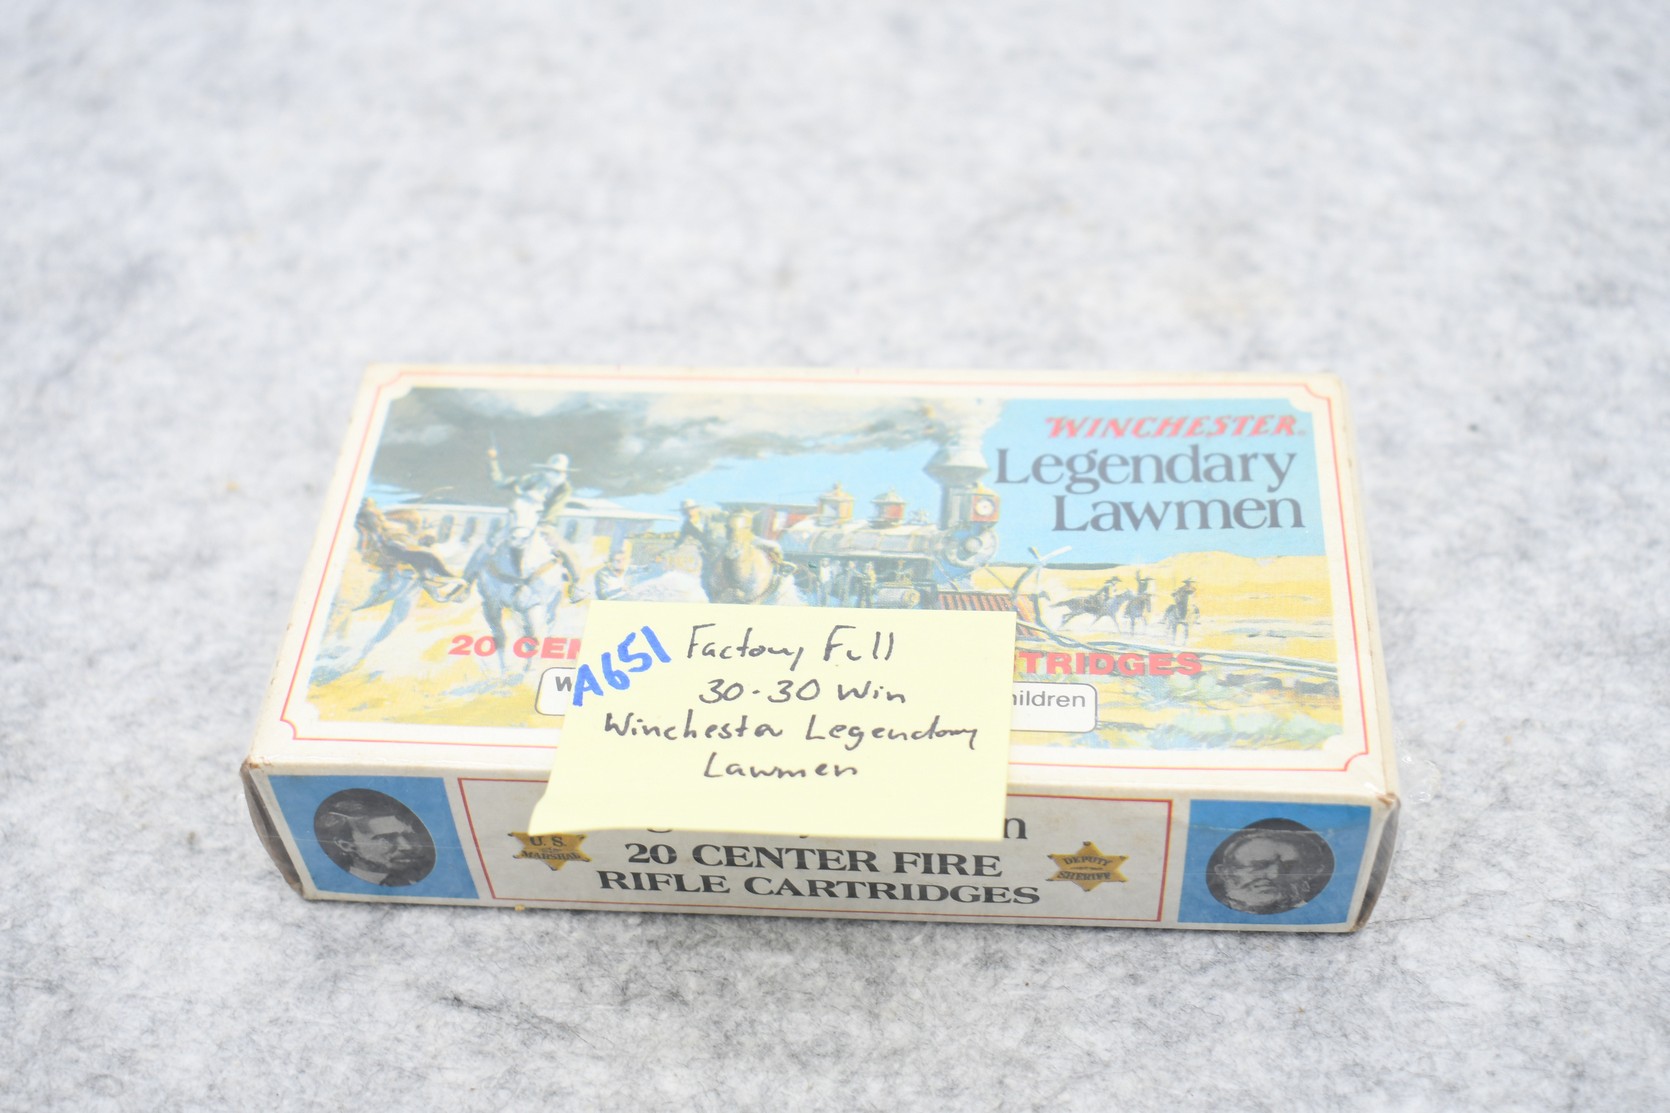 WINCHESTER
Legendary
Lawmen
20 CEN
TRIDGES
W
hildren
A651
Factory Full
30-30 Win
Winchester Legendary
Lawmen
U. S.
MARSHAL
20 CENTER FIRE
RIFLE CARTRIDGES
DEPUTY
SHERIFF